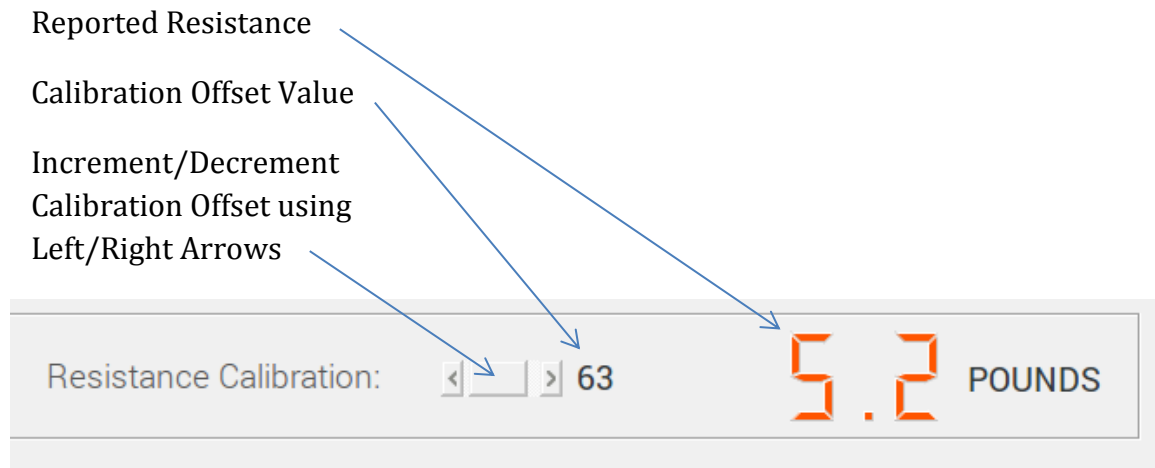 Reported Resistance
Calibration Offset Value
Increment/Decrement
Calibration Offset using
Left/Right Arrows
Resistance Calibration: < > 63 5.2 POUNDS